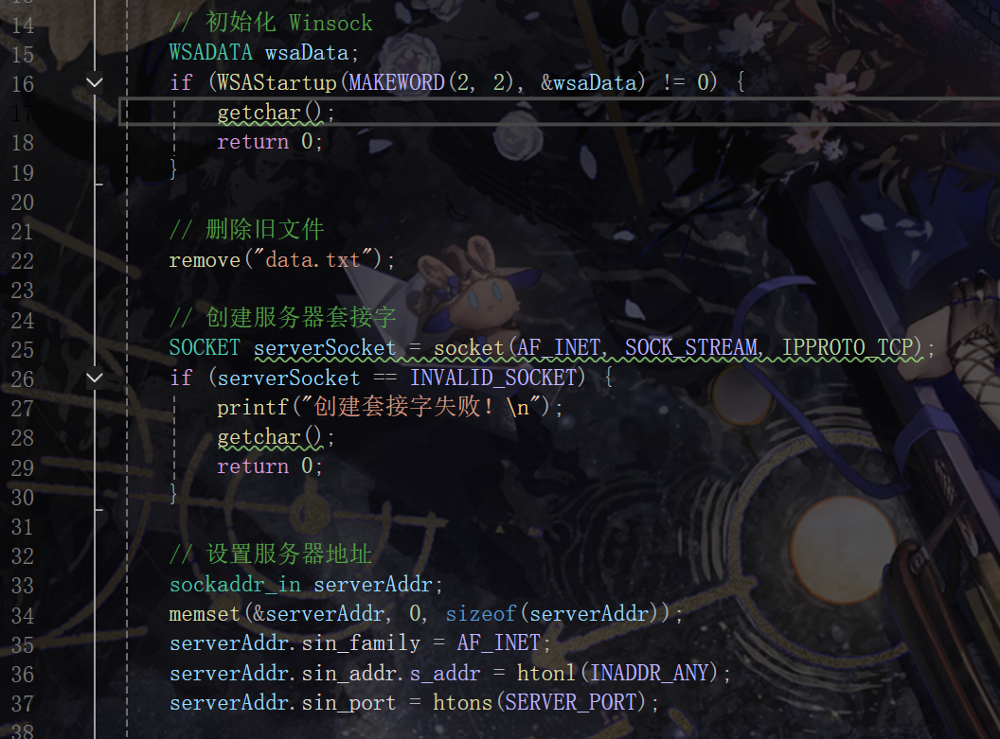 14 // 初始化 Winsock
15 WSADATA wsaData;
16 if (WSAStartup(MAKEWORD(2, 2), &wsaData) != 0) {
17 getchar();
18 return 0;
19 }
20
21 // 删除旧文件
22 remove("data.txt");
23
24 // 创建服务器套接字
25 SOCKET serverSocket = socket(AF_INET, SOCK_STREAM, IPPROTO_TCP);
26 if (serverSocket == INVALID_SOCKET) {
27 printf("创建套接字失败！\n");
28 getchar();
29 return 0;
30 }
31
32 // 设置服务器地址
33 sockaddr_in serverAddr;
34 memset(&serverAddr, 0, sizeof(serverAddr));
35 serverAddr.sin_family = AF_INET;
36 serverAddr.sin_addr.s_addr = htonl(INADDR_ANY);
37 serverAddr.sin_port = htons(SERVER_PORT);
38